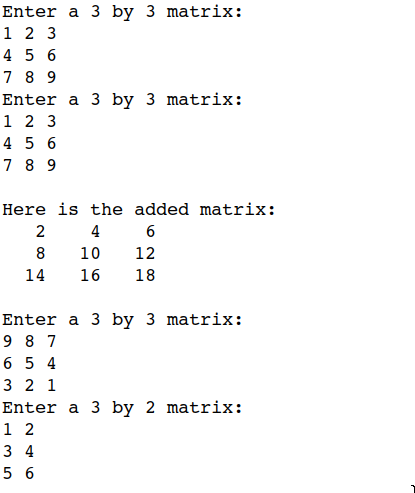 Enter a 3 by 3 matrix:
1 2 3
4 5 6
7 8 9
Enter a 3 by 3 matrix:
1 2 3
4 5 6
7 8 9
Here is the added matrix:
2 4 6
8 10 12
14 16 18
Enter a 3 by 3 matrix:
9 8 7
6 5 4
3 2 1
Enter a 3 by 2 matrix:
1 2
3 4
5 6